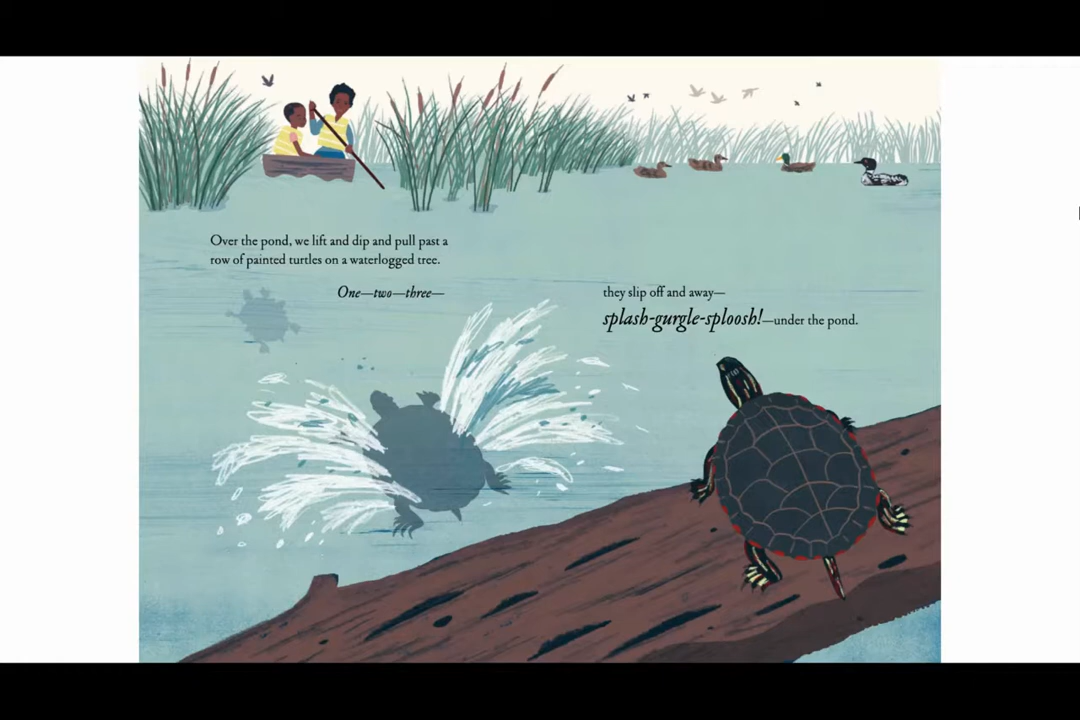 Over the pond, we lift and dip and pull past a
row of painted turtles on a waterlogged tree.
One—two—three—
they slip off and away—
splash-gurgle-sploosh!—under the pond.